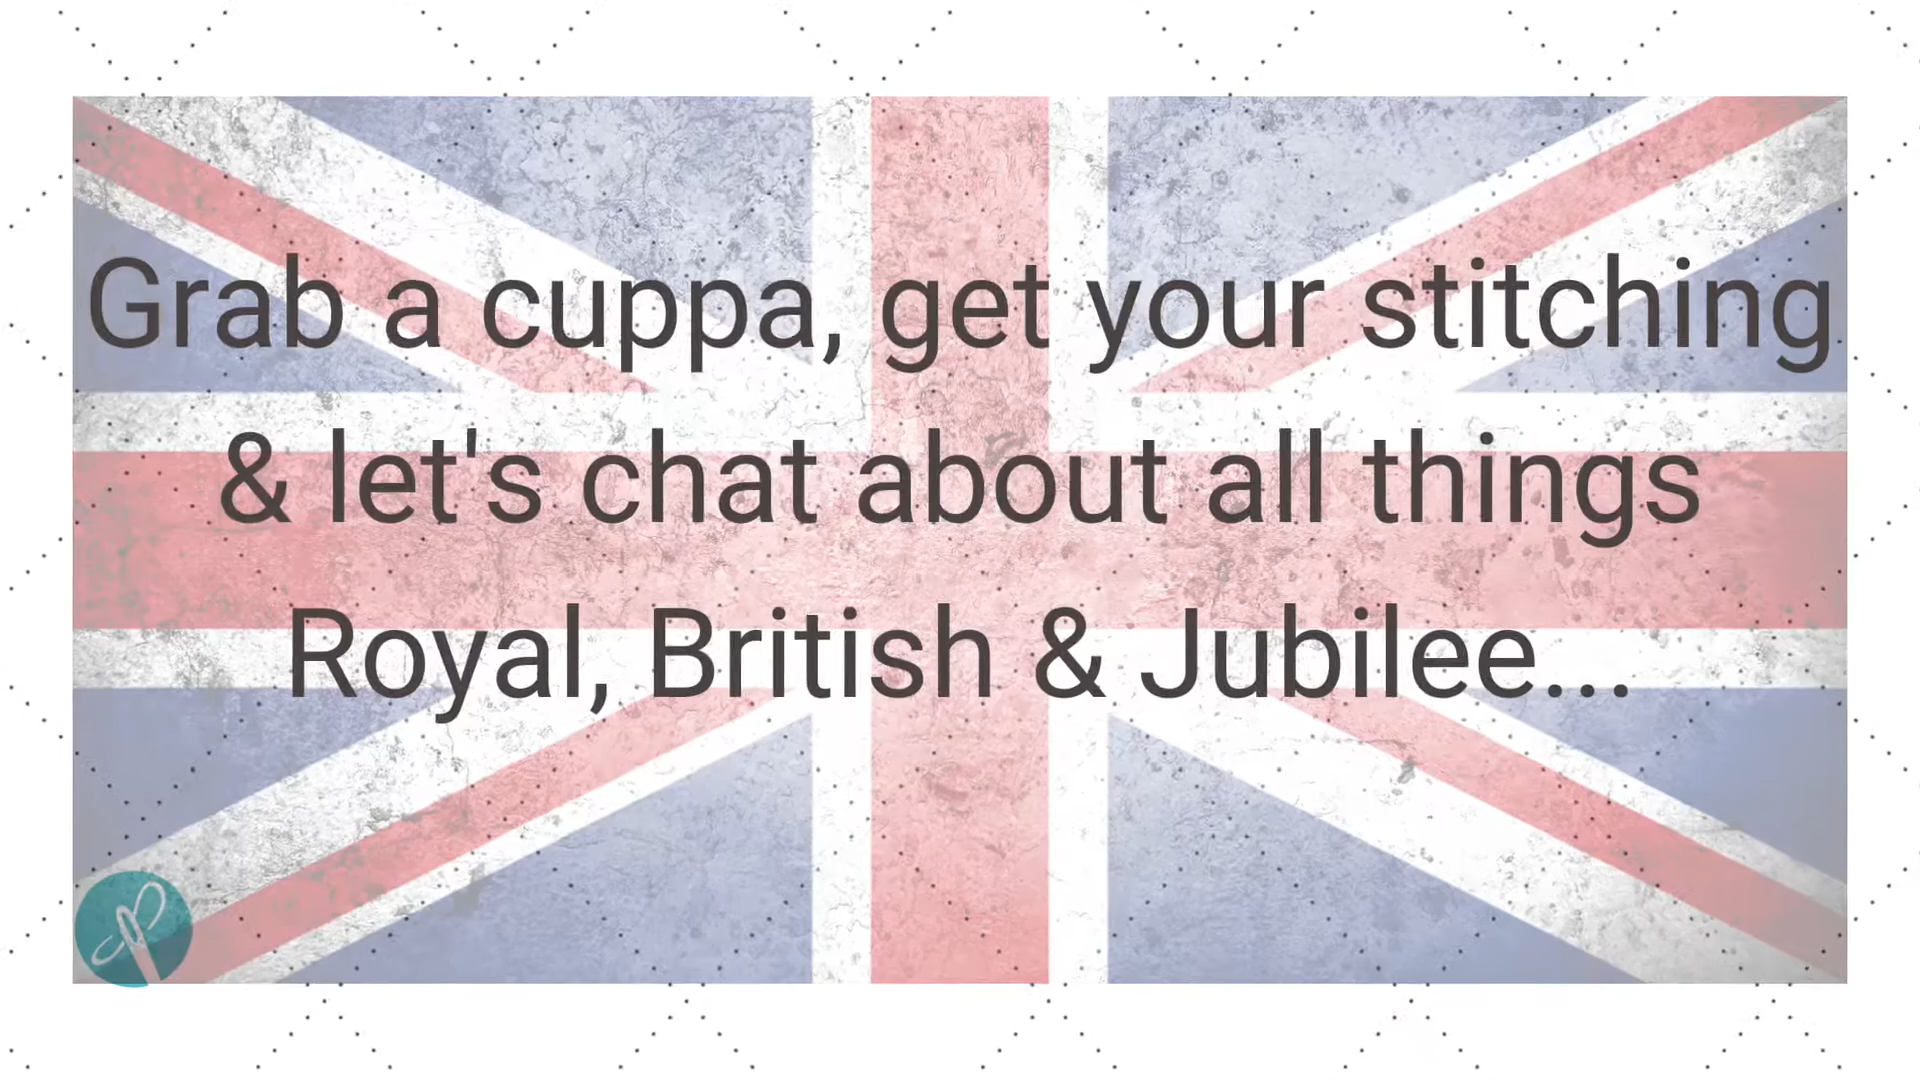 Grab a cuppa, get your stitching
& let's chat about all things
Royal, British & Jubilee...